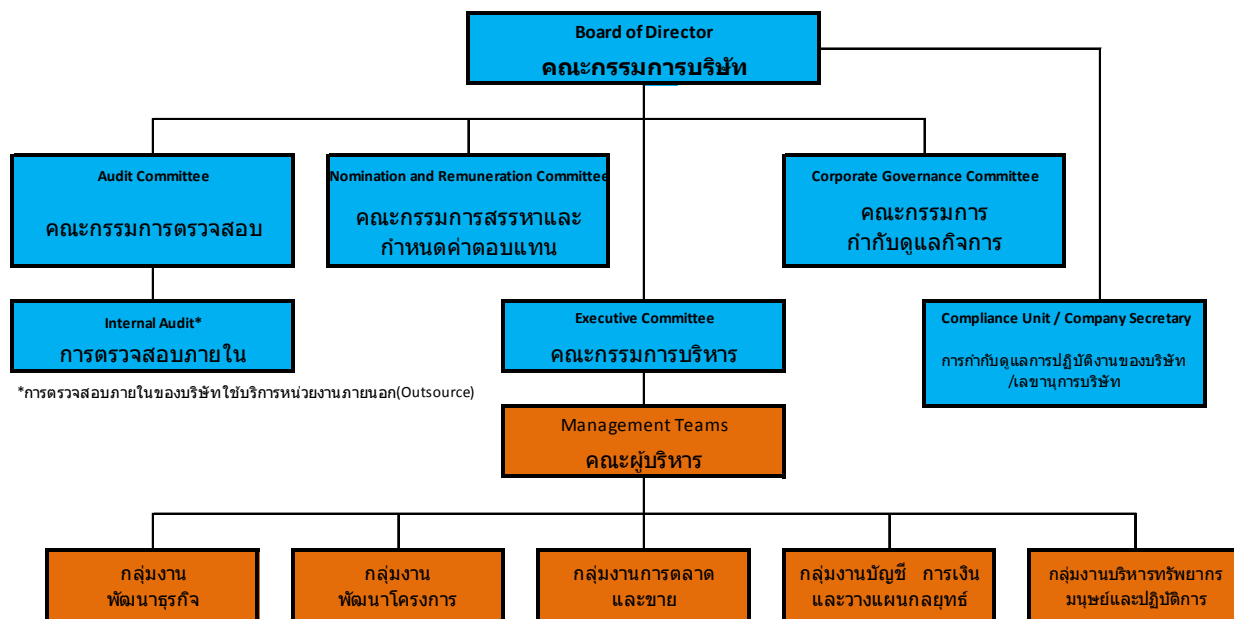 Board of Director
คณะกรรมการบริษัท
Audit Committee
คณะกรรมการตรวจสอบ
Nomination and Remuneration Committee
คณะกรรมการสรรหาและ
กำหนดค่าตอบแทน
Corporate Governance Committee
คณะกรรมการ
กำกับดูแลกิจการ
Internal Audit*
การตรวจสอบภายใน
*การตรวจสอบภายในของบริษัทใช้บริการหน่วยงานภายนอก(Outsource)
Executive Committee
คณะกรรมการบริหาร
Compliance Unit / Company Secretary
การกำกับดูแลการปฏิบัติงานของบริษัท
/เลขานุการบริษัท
Management Teams
คณะผู้บริหาร
กลุ่มงาน
พัฒนาธุรกิจ
กลุ่มงาน
พัฒนาโครงการ
กลุ่มงานการตลาด
และขาย
กลุ่มงานบัญชี การเงิน
และวางแผนกลยุทธ์
กลุ่มงานบริหารทรัพยากร
มนุษย์และปฏิบัติการ